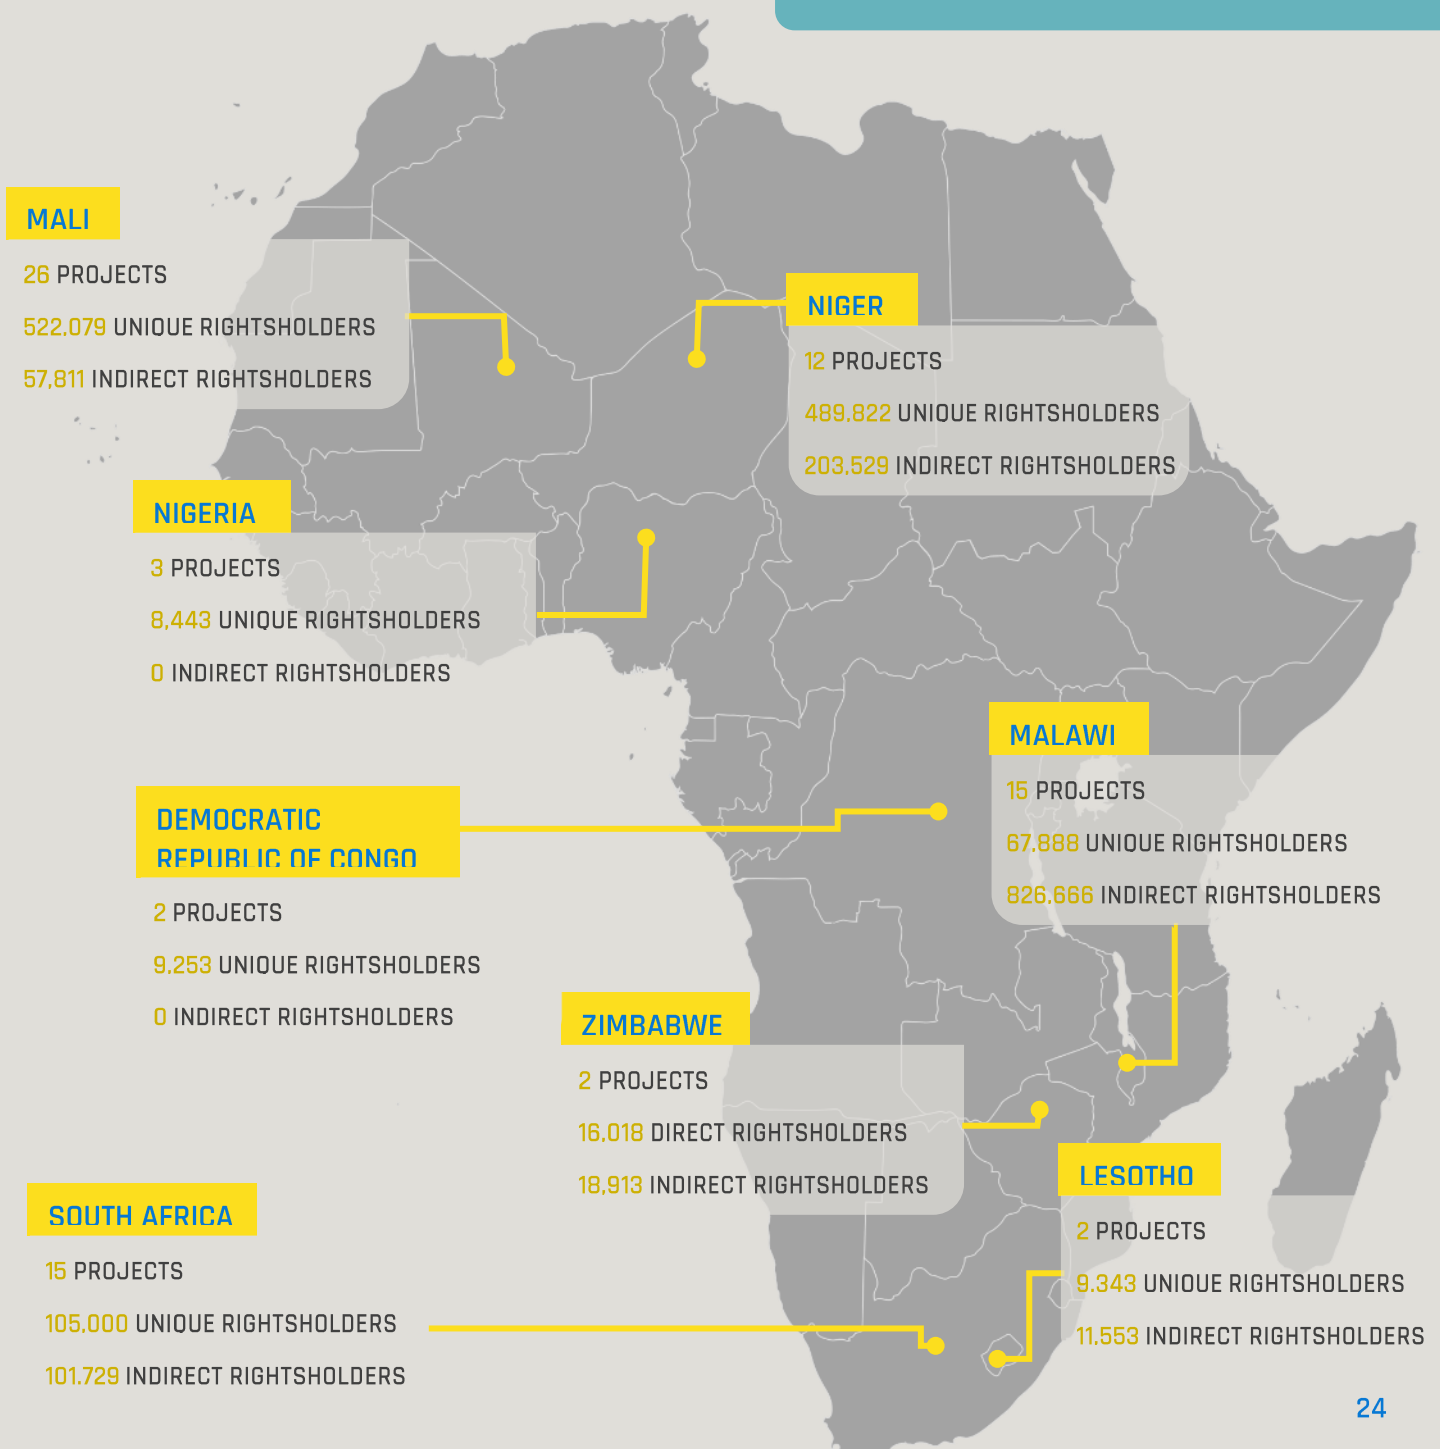 MALI
26 PROJECTS
522,079 UNIQUE RIGHTSHOLDERS
57,811 INDIRECT RIGHTSHOLDERS
NIGER
12 PROJECTS
489,822 UNIQUE RIGHTSHOLDERS
203,529 INDIRECT RIGHTSHOLDERS
NIGERIA
3 PROJECTS
8,443 UNIQUE RIGHTSHOLDERS
0 INDIRECT RIGHTSHOLDERS
MALAWI
15 PROJECTS
67,888 UNIQUE RIGHTSHOLDERS
826,666 INDIRECT RIGHTSHOLDERS
DEMOCRATIC
REPUBLIC OF CONGO
2 PROJECTS
9,253 UNIQUE RIGHTSHOLDERS
0 INDIRECT RIGHTSHOLDERS
ZIMBABWE
2 PROJECTS
16,018 DIRECT RIGHTSHOLDERS
18,913 INDIRECT RIGHTSHOLDERS
LESOTHO
2 PROJECTS
9.343 UNIQUE RIGHTSHOLDERS
11,553 INDIRECT RIGHTSHOLDERS
SOUTH AFRICA
15 PROJECTS
105,000 UNIQUE RIGHTSHOLDERS
101.729 INDIRECT RIGHTSHOLDERS
24